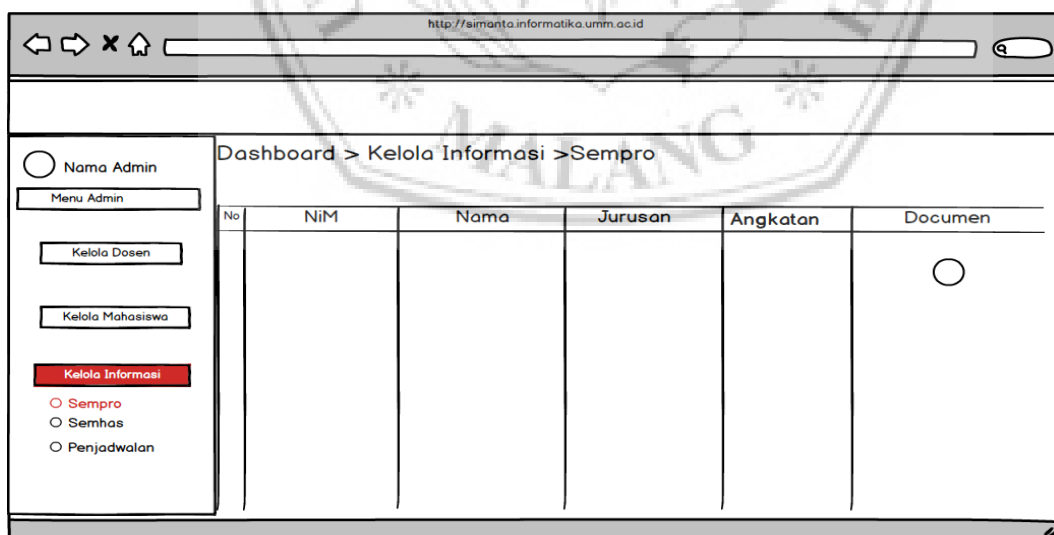 http://simanta.informatika.umm.ac.id
MALANG
Dashboard > Kelola Informasi >Sempro
Nama Admin
Menu Admin
Kelola Dosen
Kelola Mahasiswa
Kelola Informasi
Sempro
Semhas
Penjadwalan
No NiM Nama Jurusan Angkatan Documen